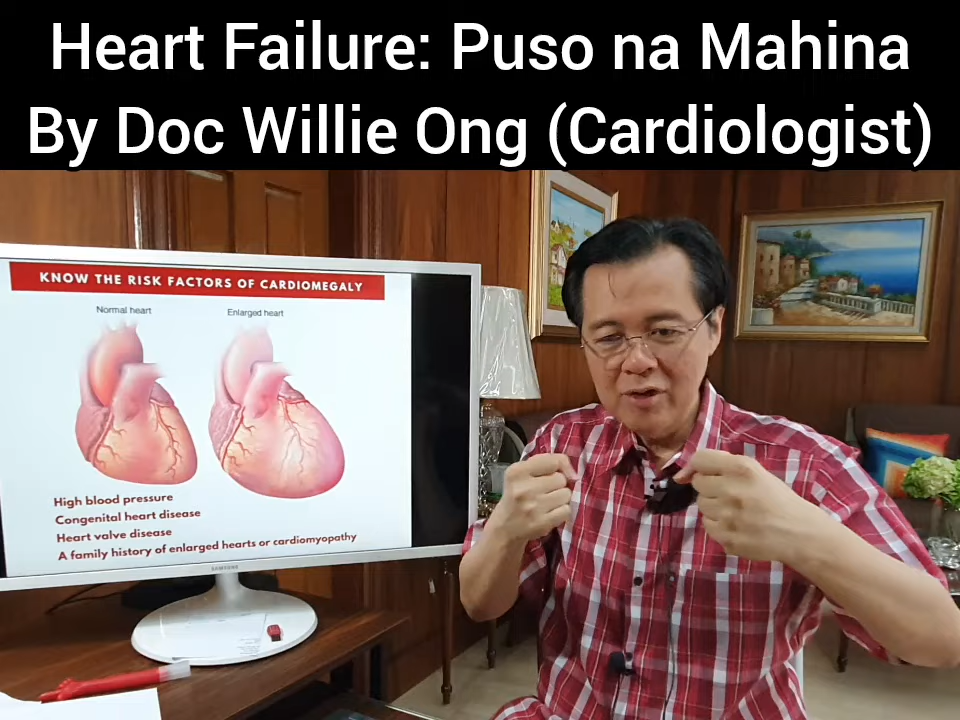 Heart Failure: Puso na Mahina
By Doc Willie Ong (Cardiologist)
KNOW THE RISK FACTORS OF CARDIOMEGALY
Normal heart
Enlarged heart
High blood pressure
Congenital heart disease
Heart valve disease
A family history of enlarged hearts or cardiomyopathy
SAMSUNG